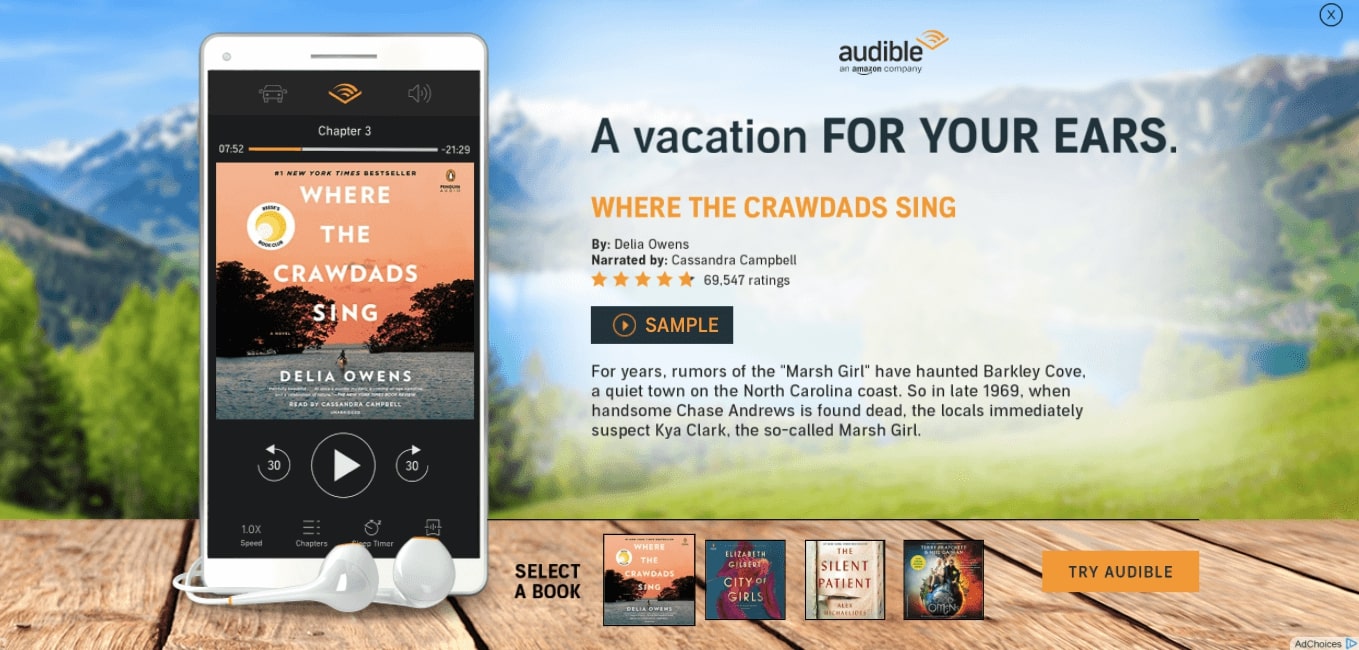 X
audible
an amazon company
Chapter 3
07:52
-21:29
#1 NEW YORK TIMES BESTSELLER
PENGUIN
AUDIO
REESE'S
BOOK CLUB
WHERE
THE
CRAWDADS
SING
A NOVEL
DELIA OWENS
READ BY CASSANDRA CAMPBELL
UNABRIDGED
30
30
1.0X
Speed
Chapters
Timer
A vacation FOR YOUR EARS.
WHERE THE CRAWDADS SING
By: Delia Owens
Narrated by: Cassandra Campbell
69,547 ratings
SAMPLE
For years, rumors of the "Marsh Girl" have haunted Barkley Cove,
a quiet town on the North Carolina coast. So in late 1969, when
handsome Chase Andrews is found dead, the locals immediately
suspect Kya Clark, the so-called Marsh Girl.
SELECT
A BOOK
WHERE
THE
CRAWDADS
SING
DELIA OWENS
ELIZABETH
GILBERT
CITY OF
GIRLS
THE
SILENT
PATIENT
ALEX
MICHAELIDES
TERRY PRATCHETT
& NEIL GAIMAN
OMENS
TRY AUDIBLE
AdChoices